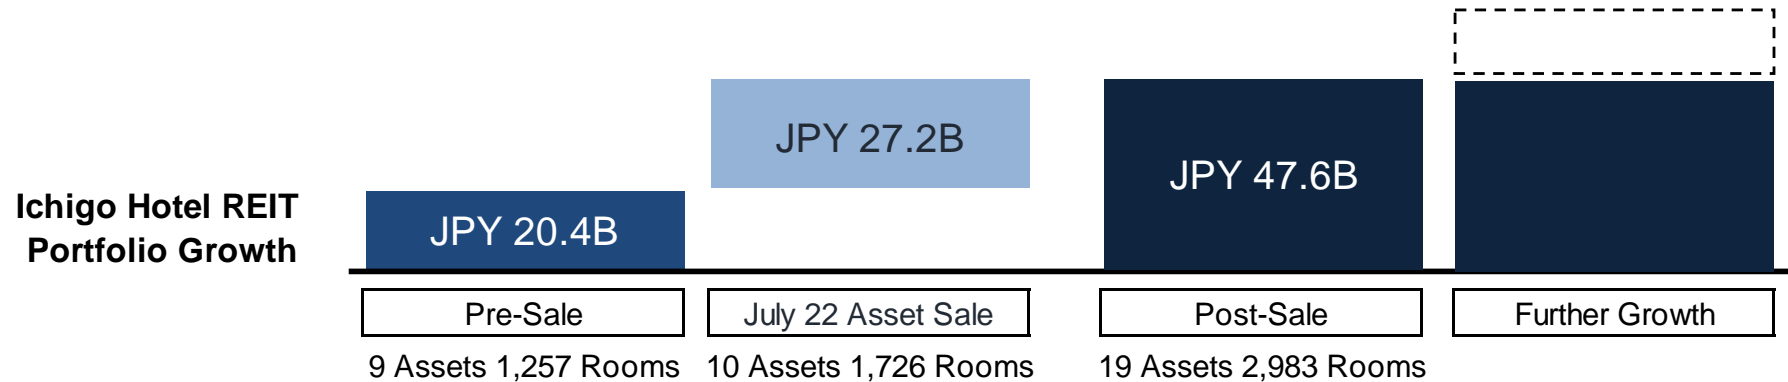 Ichigo Hotel REIT
Portfolio Growth
JPY 20.4B
JPY 27.2B
JPY 47.6B
Pre-Sale
July 22 Asset Sale
Post-Sale
Further Growth
9 Assets 1,257 Rooms
10 Assets 1,726 Rooms
19 Assets 2,983 Rooms